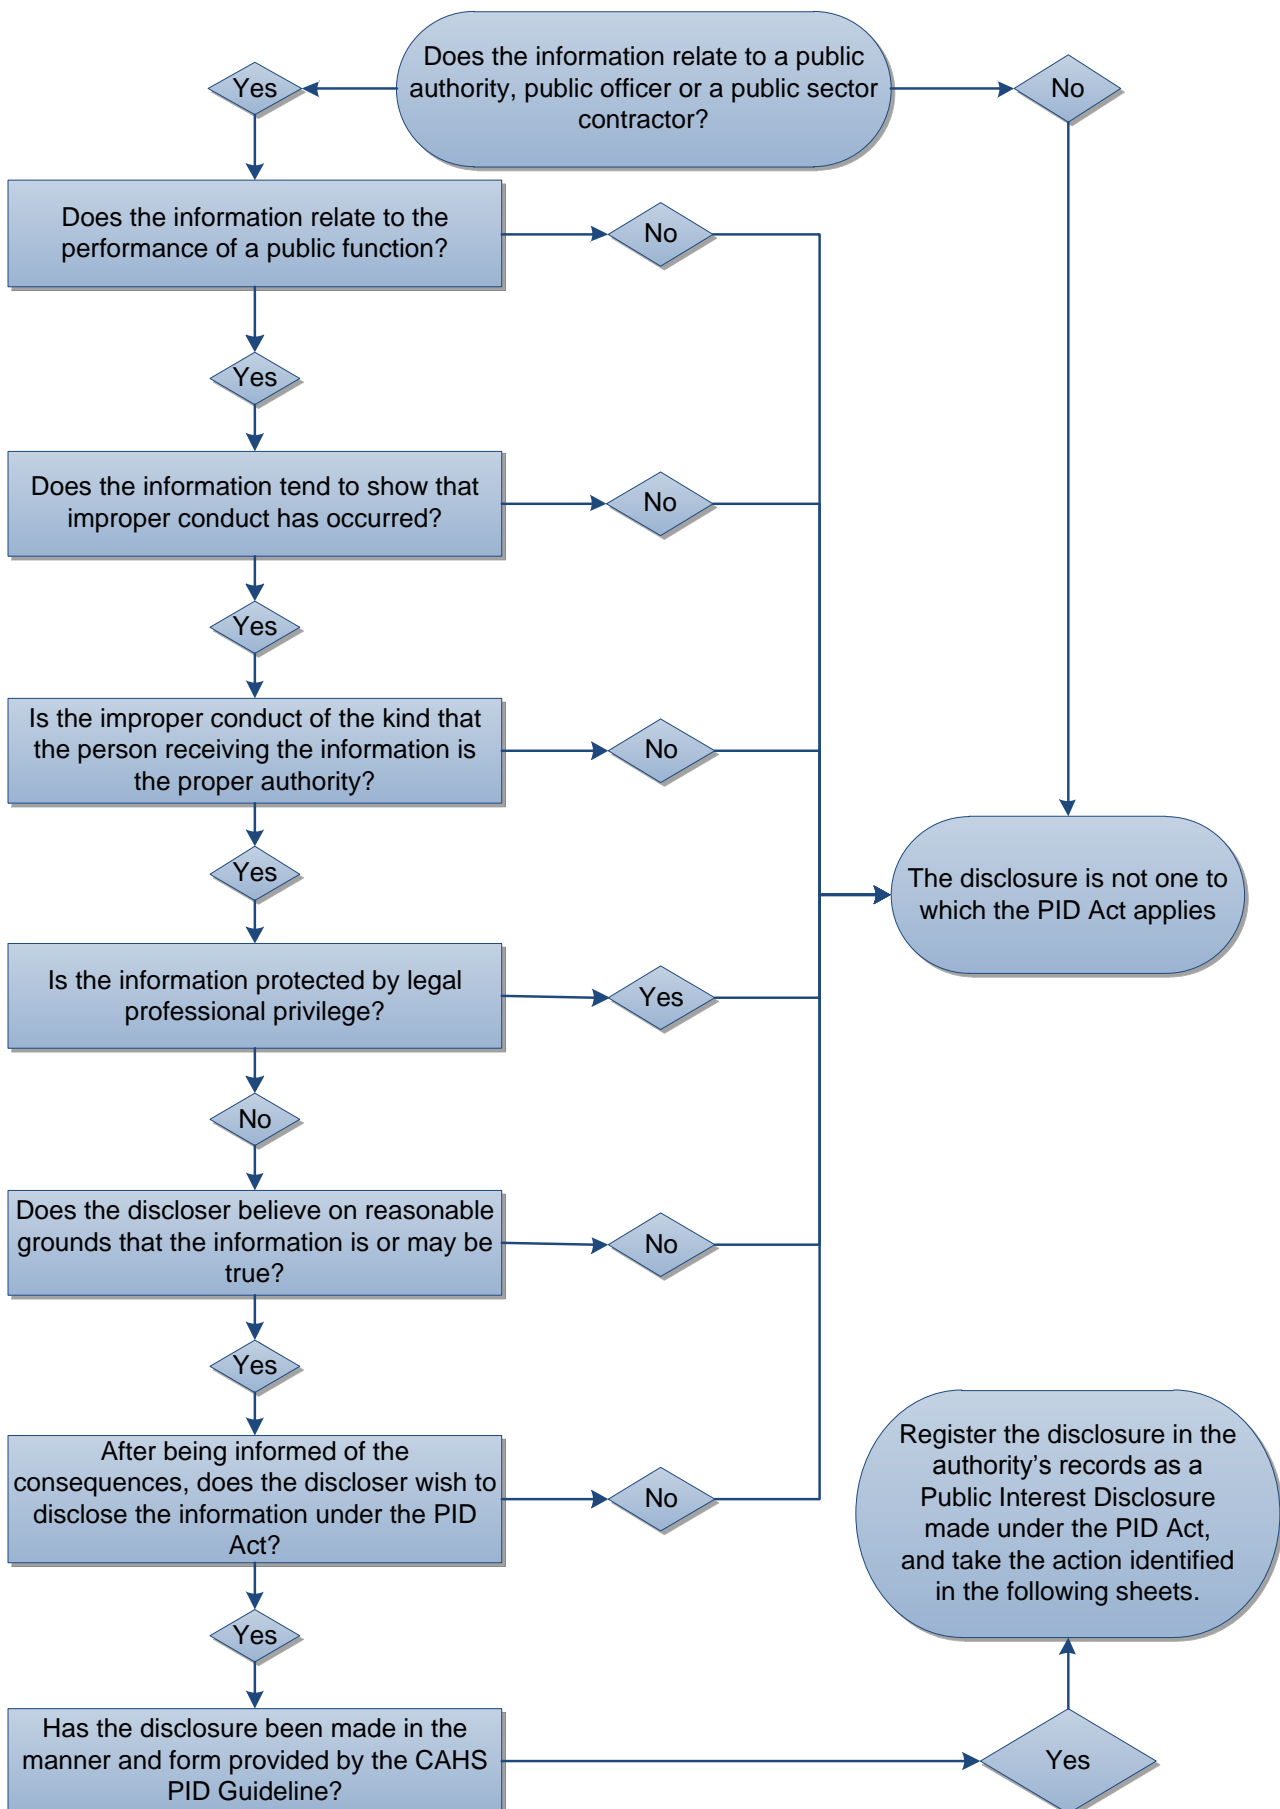 Does the information relate to a public
authority, public officer or a public sector
contractor?
Yes
No
Does the information relate to the
performance of a public function?
No
Yes
Does the information tend to show that
improper conduct has occurred?
No
Yes
Is the improper conduct of the kind that
the person receiving the information is
the proper authority?
No
Yes
The disclosure is not one to
which the PID Act applies
Is the information protected by legal
professional privilege?
Yes
No
Does the discloser believe on reasonable
grounds that the information is or may be
true?
No
Yes
After being informed of the
consequences, does the discloser wish to
disclose the information under the PID
Act?
No
Yes
Register the disclosure in the
authority’s records as a
Public Interest Disclosure
made under the PID Act,
and take the action identified
in the following sheets.
Has the disclosure been made in the
manner and form provided by the CAHS
PID Guideline?
Yes